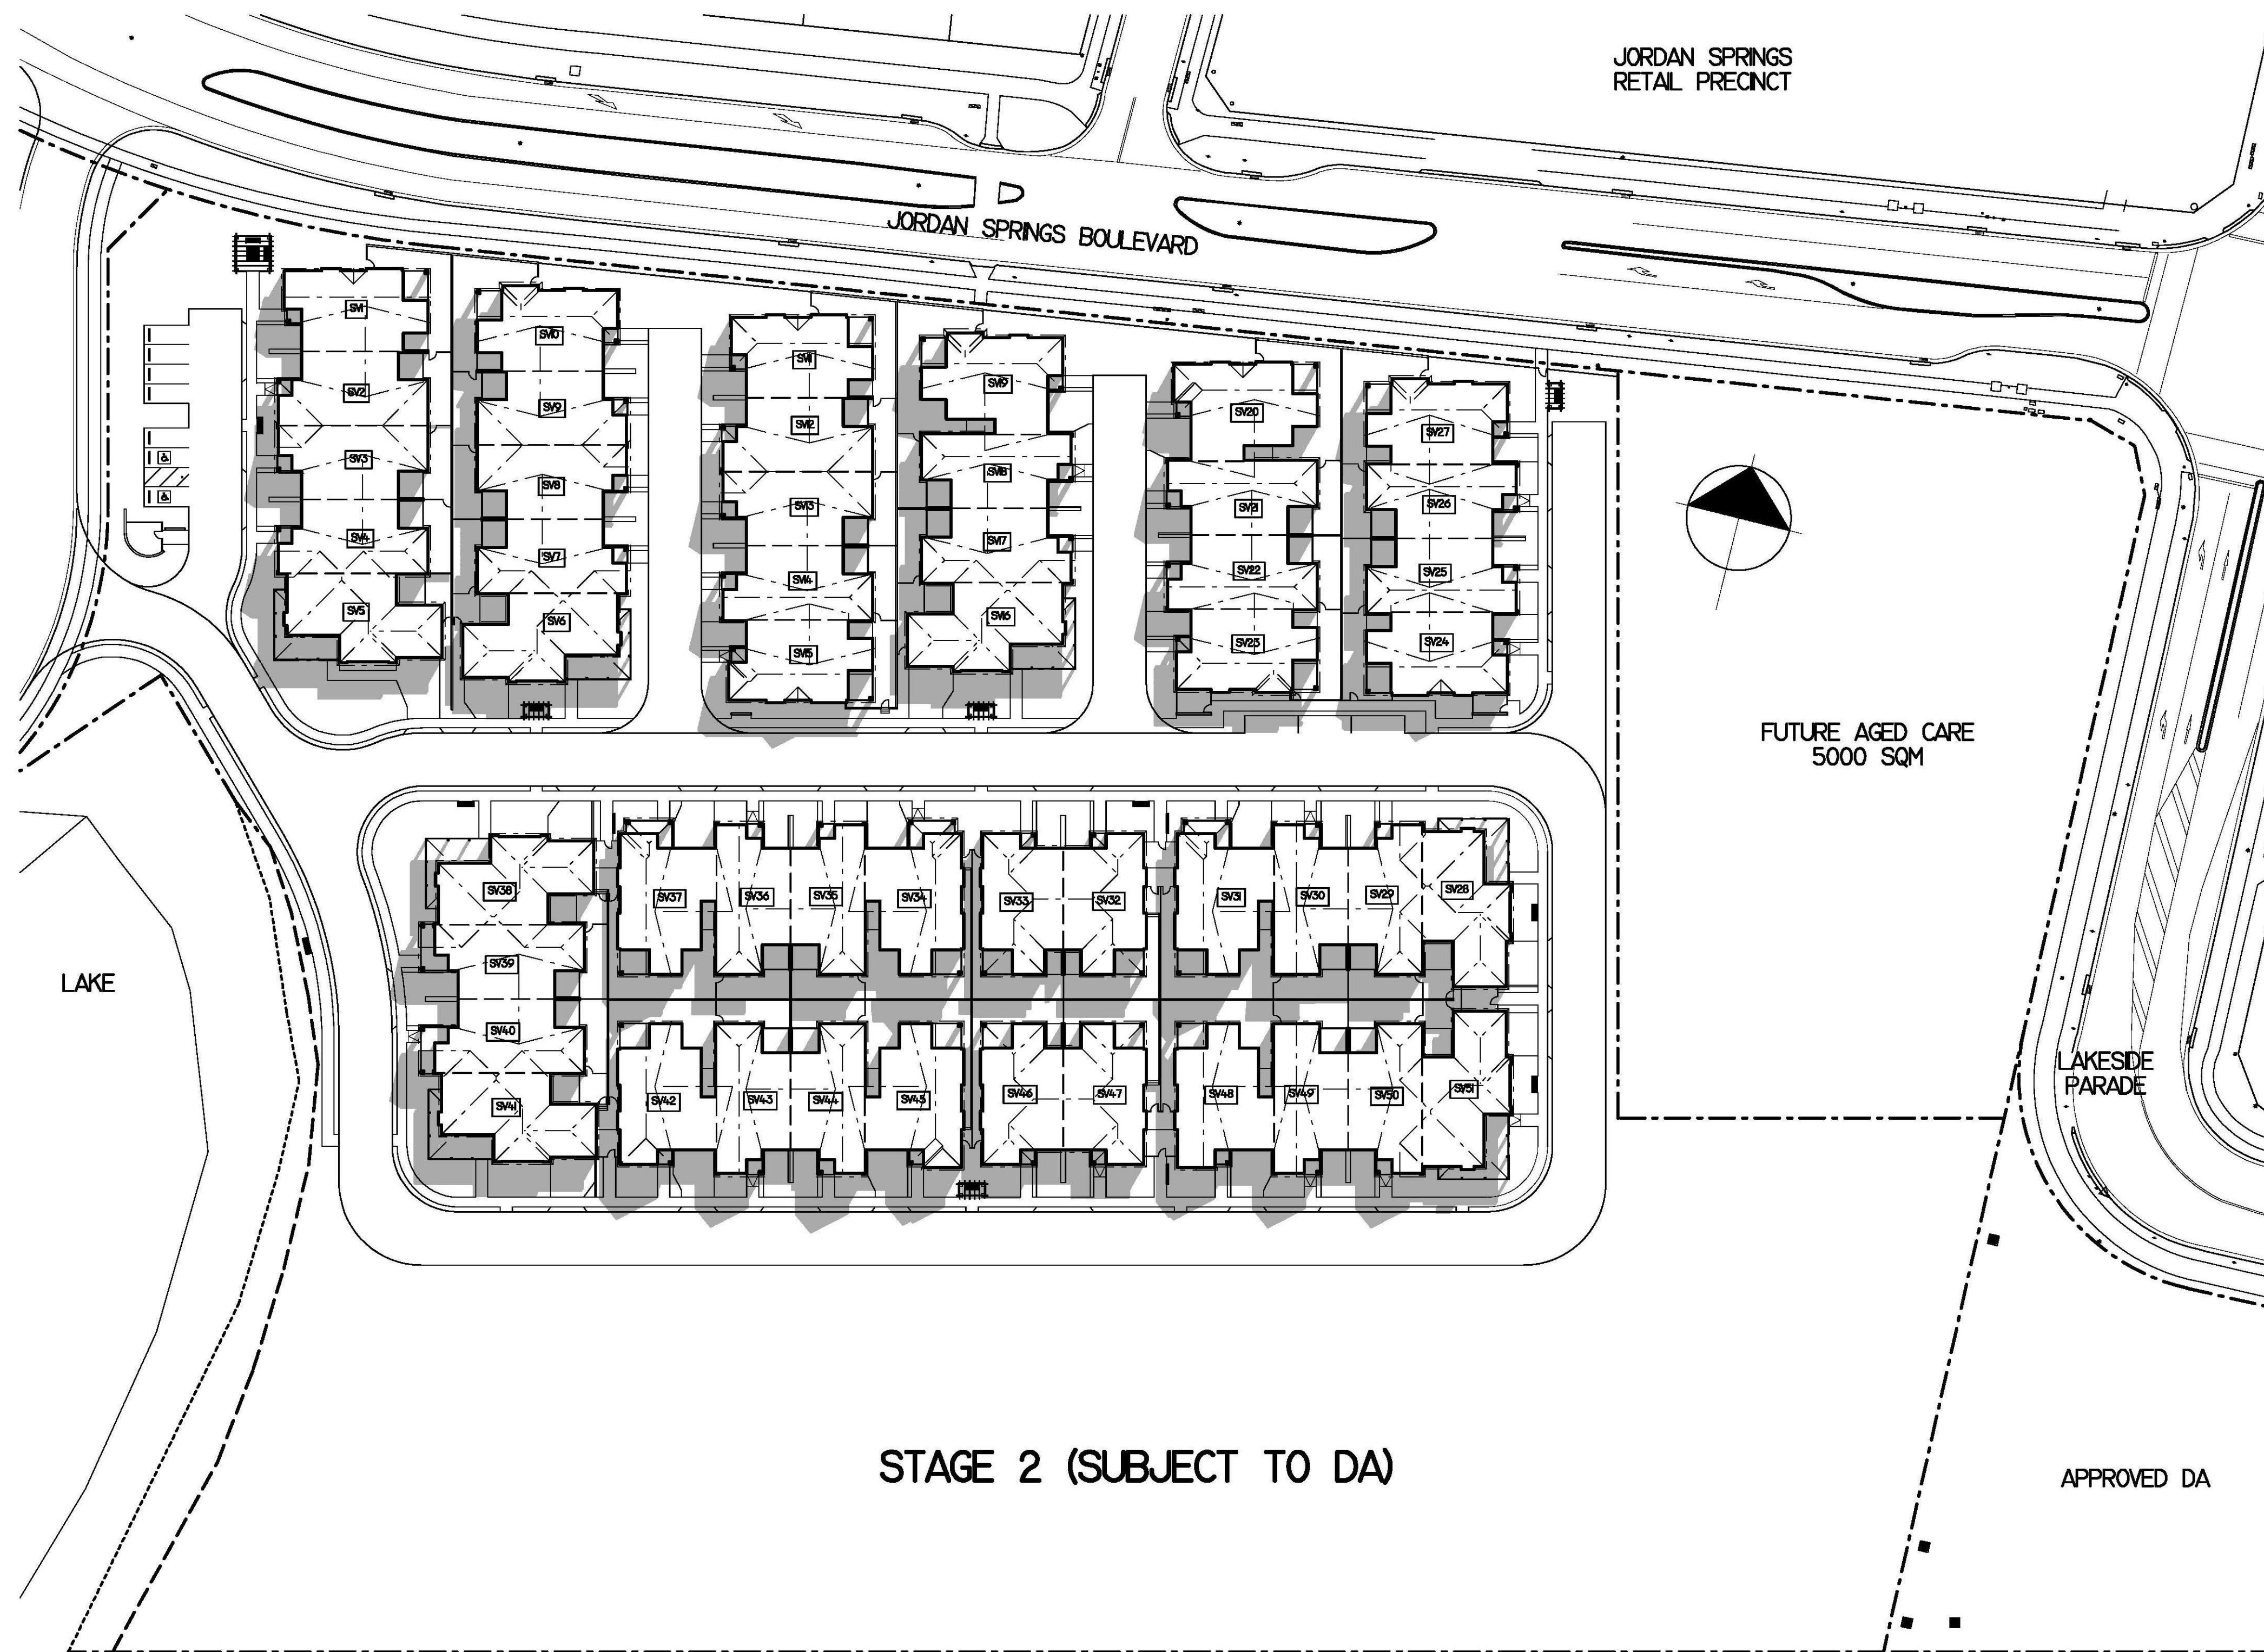 JORDAN SPRINGS
RETAIL PRECINCT
JORDAN SPRINGS BOULEVARD
SV1
SV10
SV11
SV19
SV20
SV27
SV2
SV9
SV12
SV18
SV21
SV26
SV3
SV8
SV13
SV17
SV22
SV25
SV4
SV7
SV14
SV16
SV23
SV24
SV5
SV6
SV15
FUTURE AGED CARE
5000 SQM
SV38
SV37
SV36
SV35
SV34
SV33
SV32
SV31
SV30
SV29
SV28
SV39
LAKE
SV40
SV41
SV42
SV43
SV44
SV45
SV46
SV47
SV48
SV49
SV50
SV51
LAKESIDE
PARADE
STAGE 2 (SUBJECT TO DA)
APPROVED DA